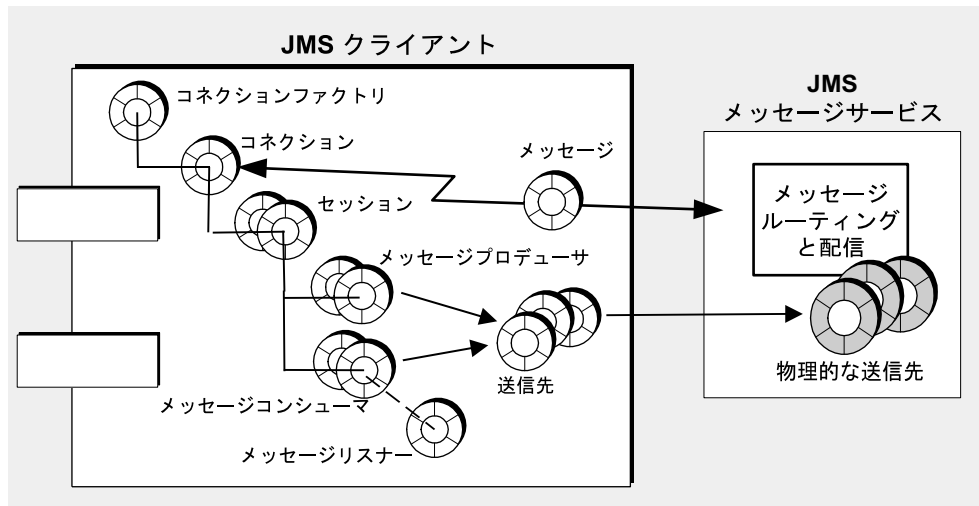 JMS クライアント
コネクションファクトリ
コネクション
セッション
メッセージ
メッセージプロデューサ
送信先
メッセージコンシューマ
メッセージリスナー
JMS
メッセージサービス
メッセージ
ルーティング
と配信
物理的な送信先